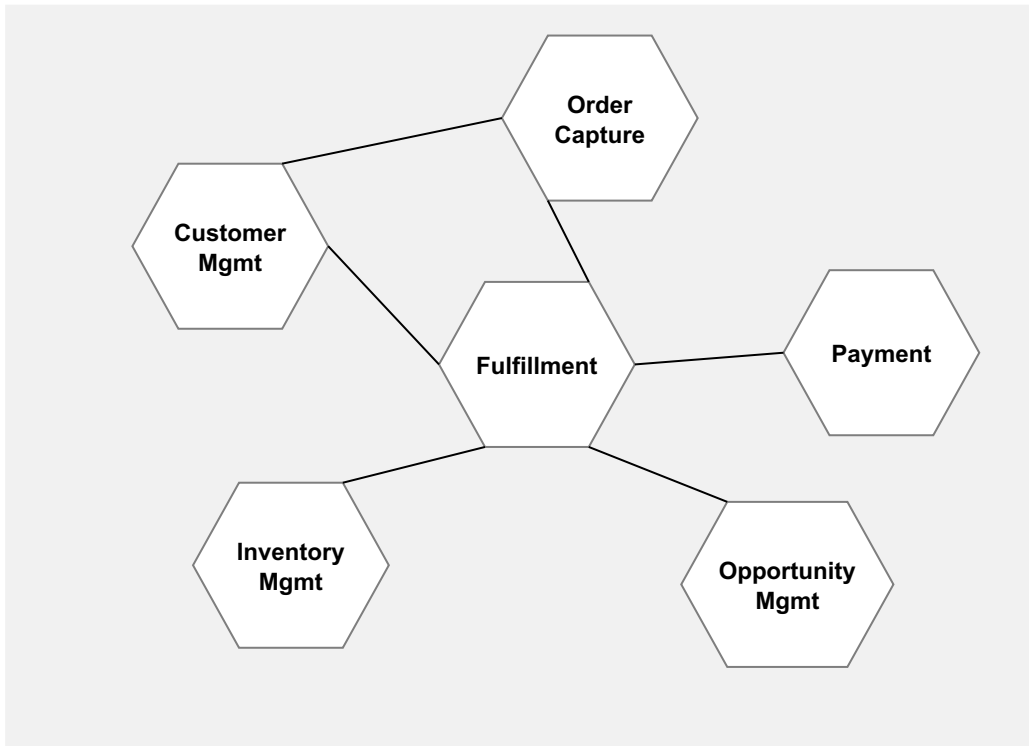 Order
Capture
Customer
Mgmt
Fulfillment
Payment
Inventory
Mgmt
Opportunity
Mgmt